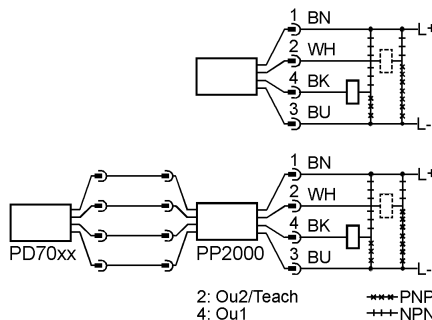 1 BN
L+
2 WH
4 BK
3 BU
L-
1 BN
L+
2 WH
4 BK
3 BU
L-
PD70xx
PP2000
2: Ou2/Teach
PNP
4: Ou1
NPN